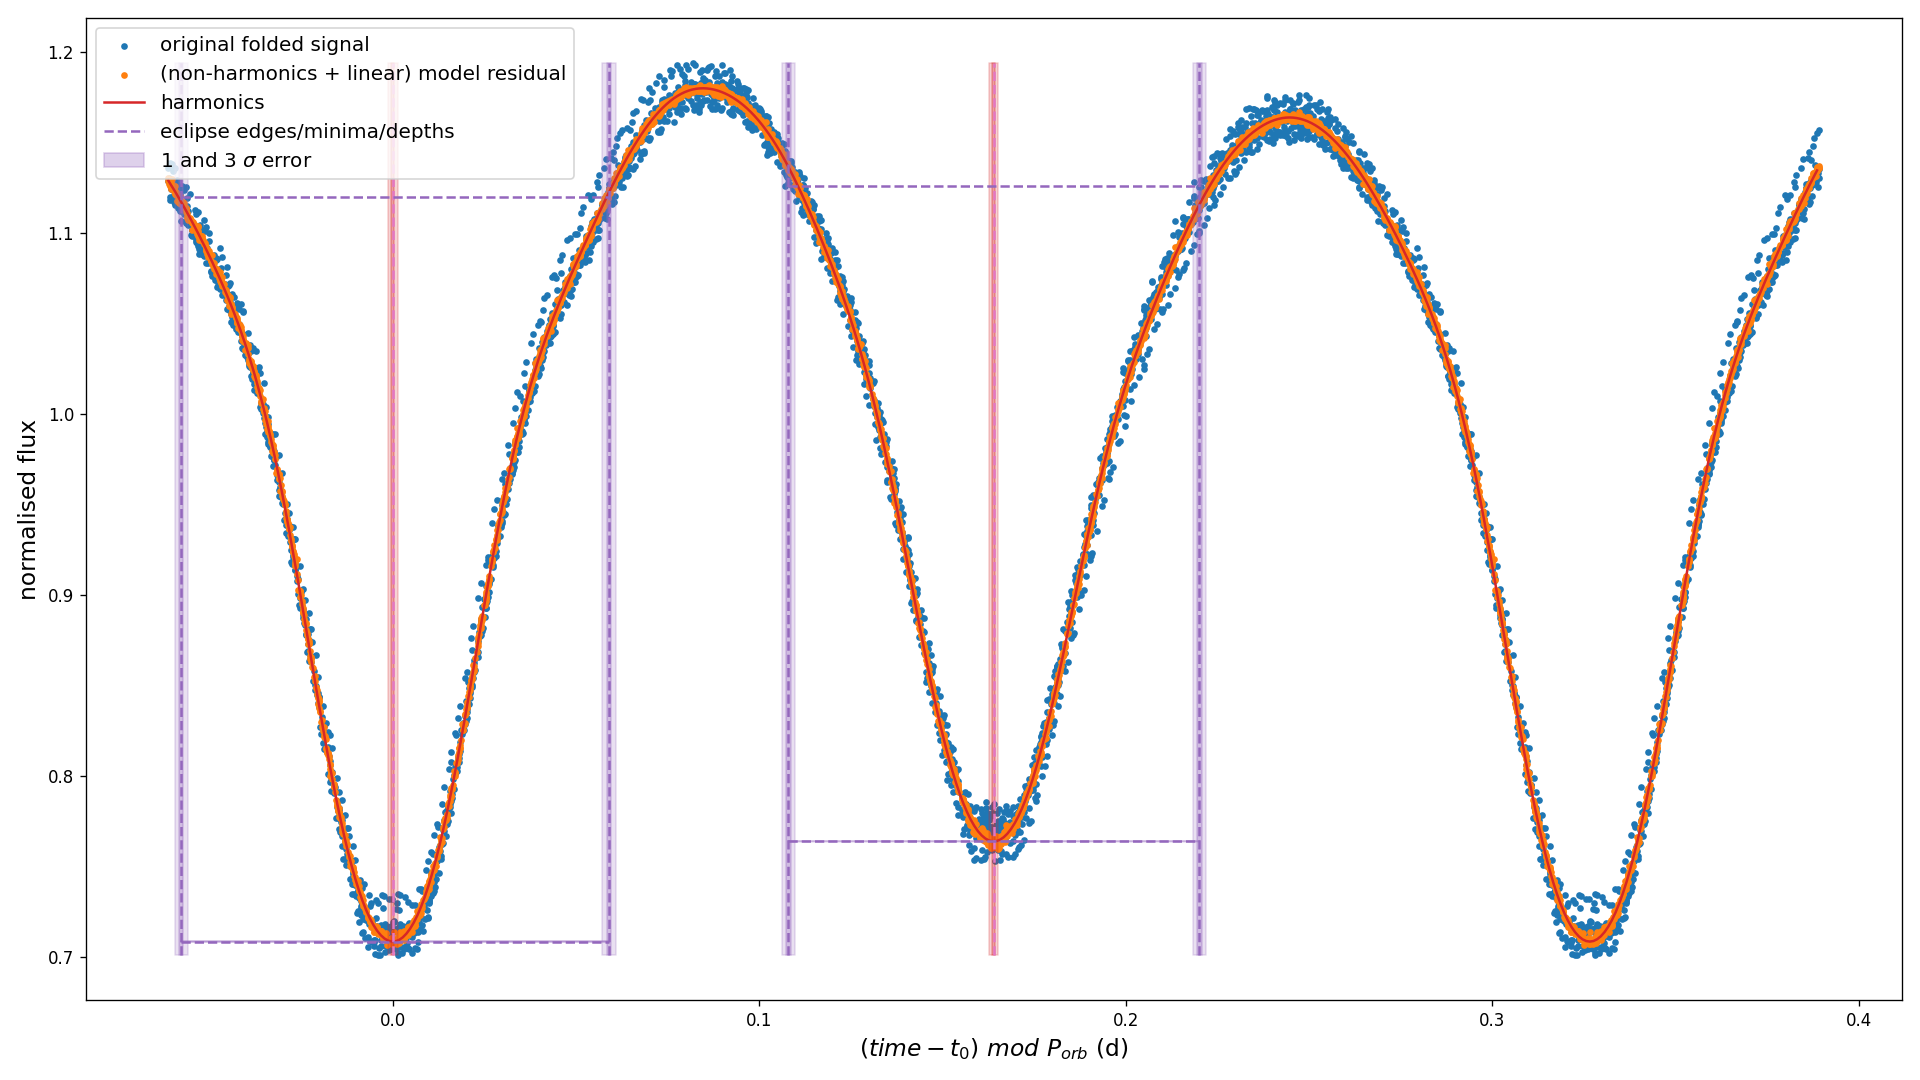 original folded signal
(non-harmonics + linear) model residual
harmonics
eclipse edges/minima/depths
1 and 3 σ error
normalised flux
1.2
1.1
1.0
0.9
0.8
0.7
0.0
0.1
0.2
0.3
0.4
(time − t₀) mod Pₒᵣb (d)